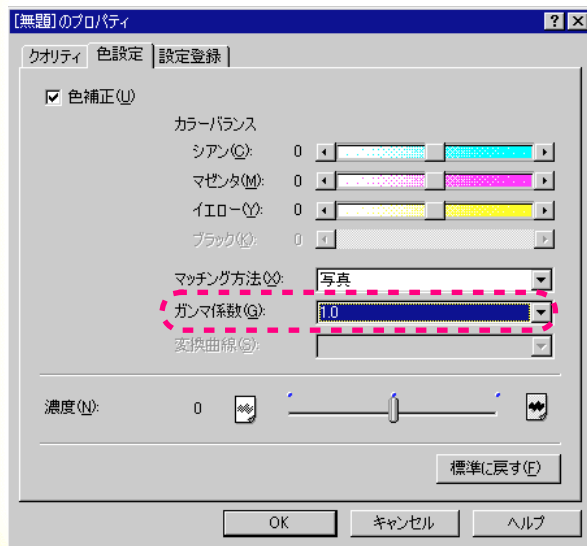 [無題]のプロパティ
クオリティ 色設定 設定登録
色補正(U)
カラーバランス
シアン(C): 0
マゼンタ(M): 0
イエロー(Y): 0
ブラック(K): 0
マッチング方法(X): 写真
ガンマ係数(G): 1.0
変換曲線(S):
濃度(N): 0
標準に戻す(F)
OK キャンセル ヘルプ